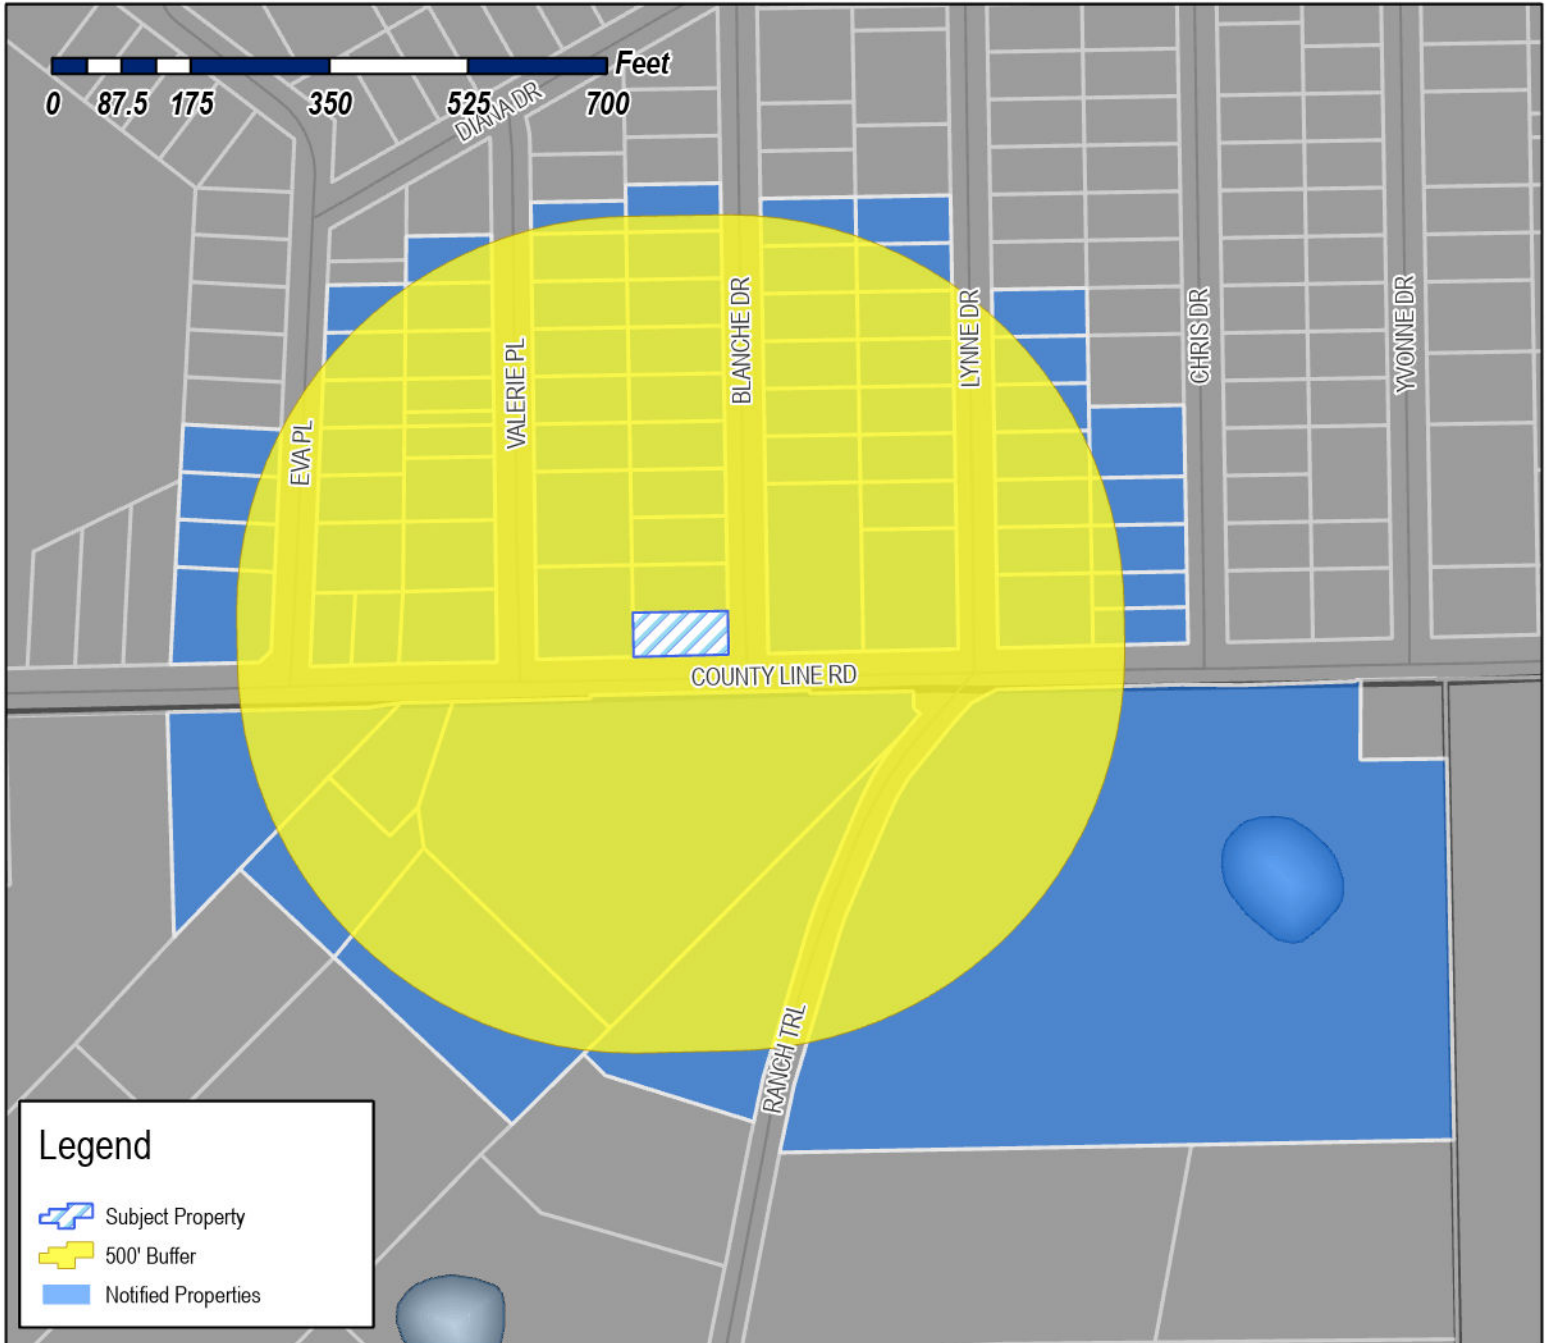 Feet
0 87.5 175 350 525 700
DIANA DR
BLANCHE DR
LYNNE DR
CHRIS DR
YVONNE DR
VALERIE PL
EVA PL
COUNTY LINE RD
RANCH TRL
Legend
Subject Property
500' Buffer
Notified Properties